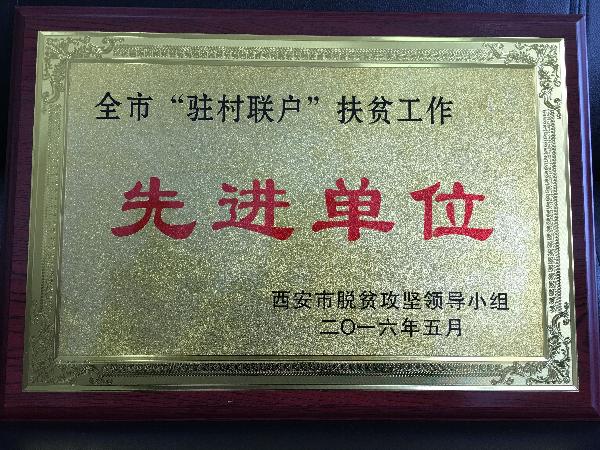 全市“驻村联户”扶贫工作
先进单位
西安市脱贫攻坚领导小组
二〇一六年五月